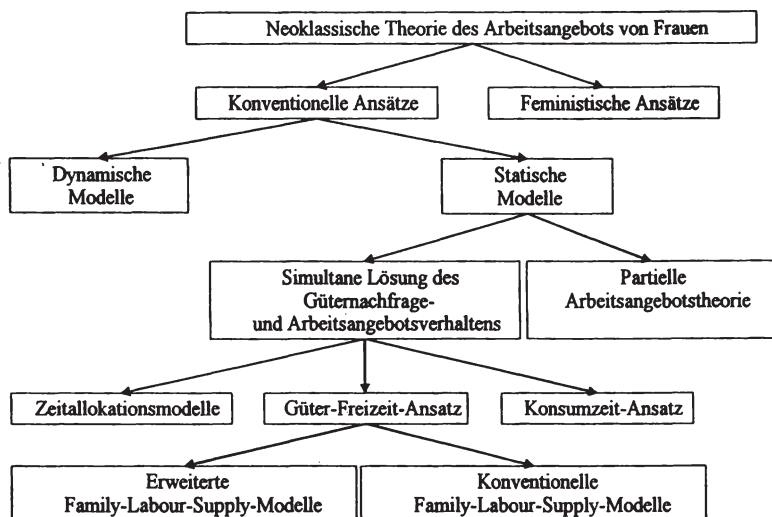 Neoklassische Theorie des Arbeitsangebots von Frauen
Konventionelle Ansätze
Feministische Ansätze
Dynamische
Modelle
Statische
Modelle
Simultane Lösung des
Güternachfrage-
und Arbeitsangebotsverhaltens
Partielle
Arbeitsangebotstheorie
Zeitallokationsmodelle
Güter-Freizeit-Ansatz
Konsumzeit-Ansatz
Erweiterte
Family-Labour-Supply-Modelle
Konventionelle
Family-Labour-Supply-Modelle